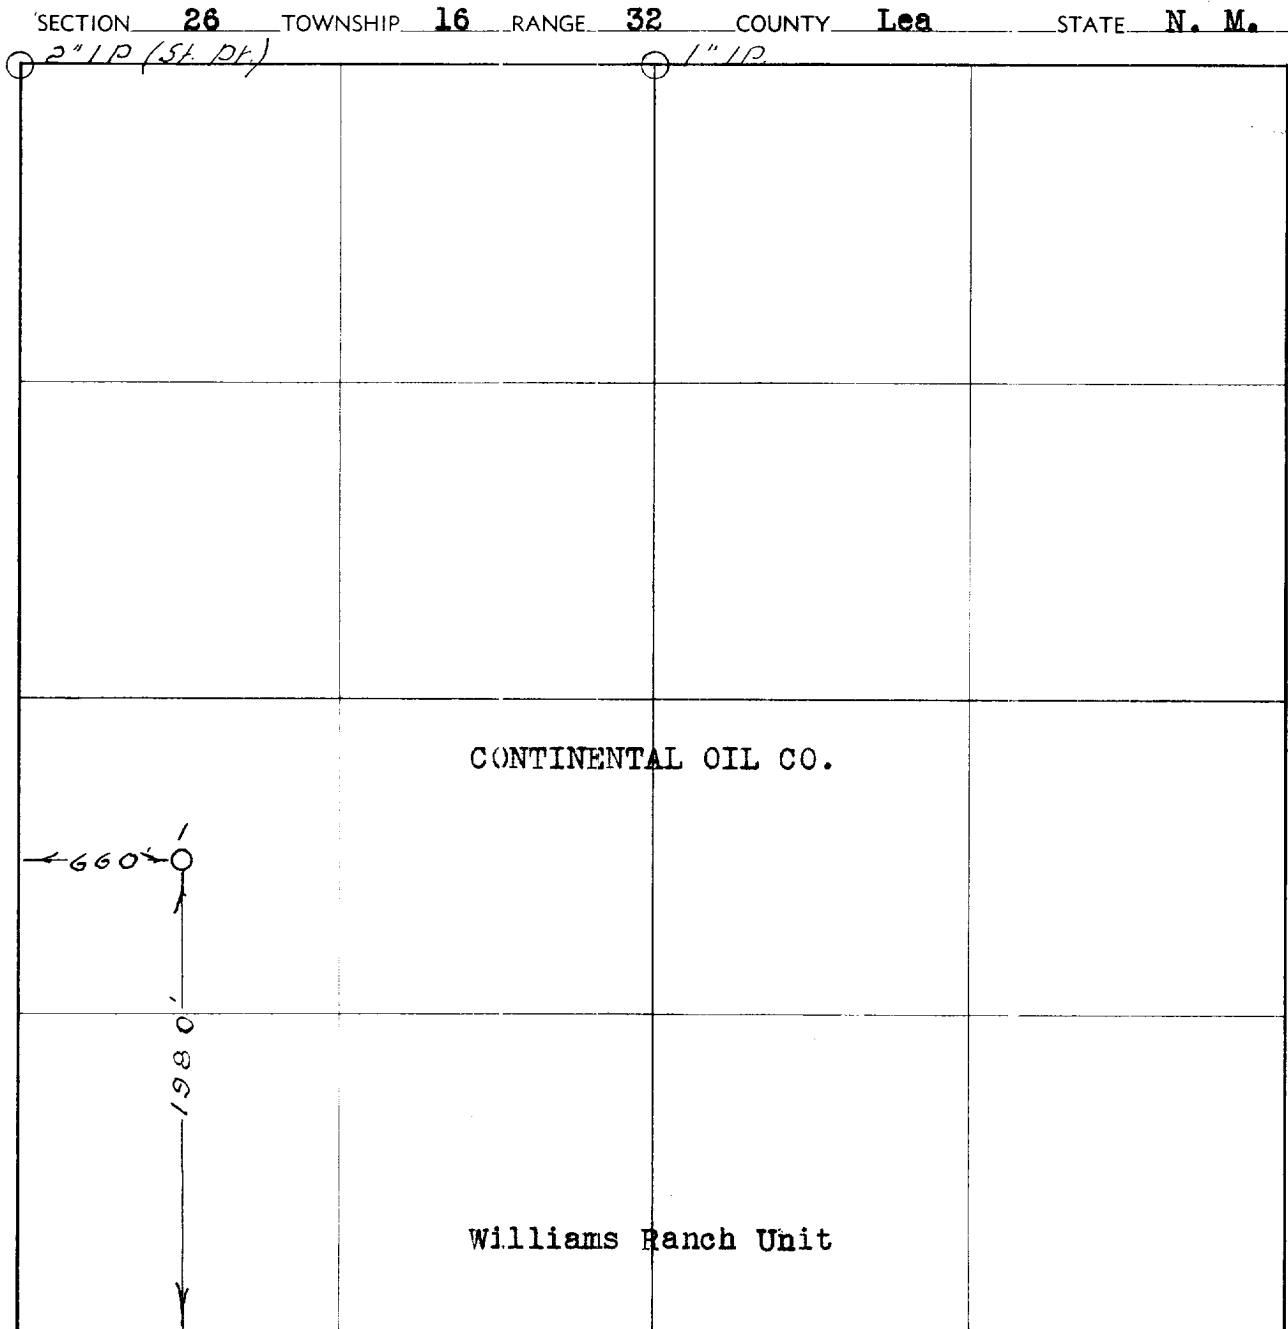 SECTION 26 TOWNSHIP 16 RANGE 32 COUNTY Lea STATE N. M.
2" IP (St. Pt.) 1" IP.
CONTINENTAL OIL CO.
1
660'
1980'
Williams Ranch Unit